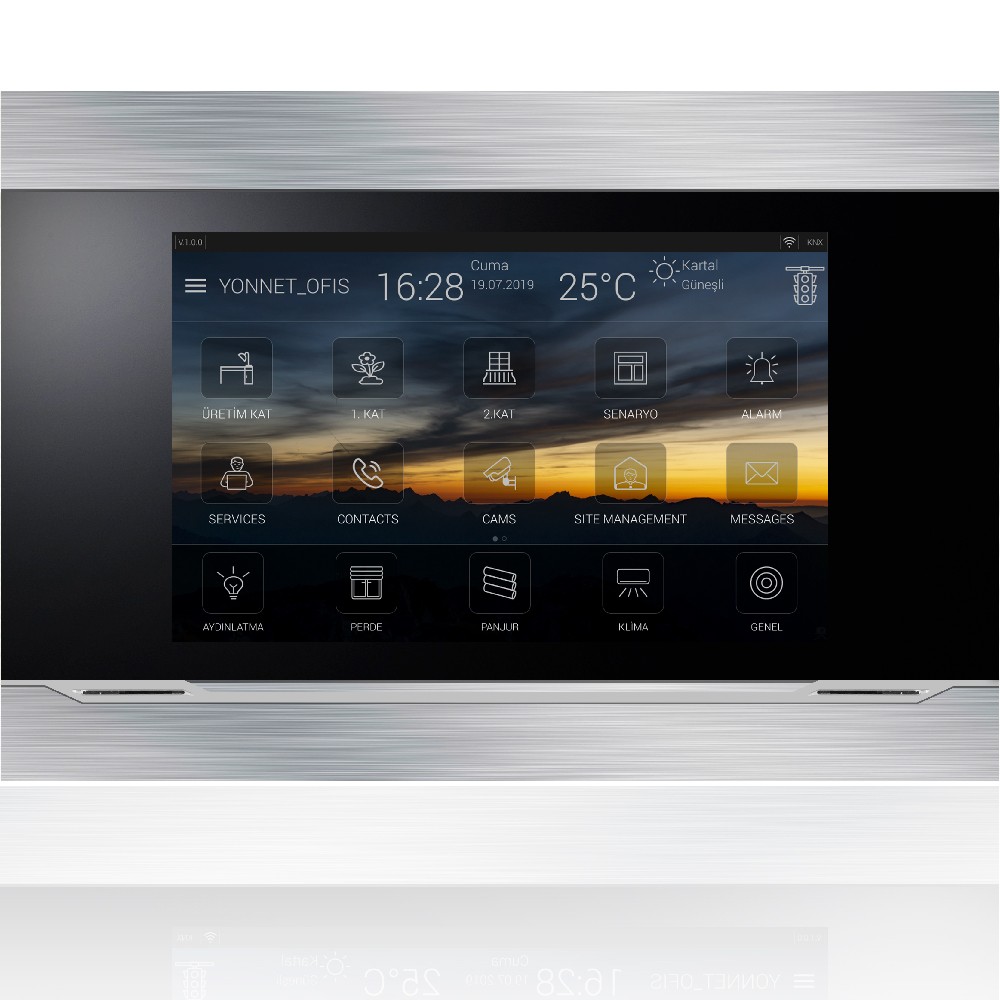 V.1.0.0
KNX
YONNET_OFIS
16:28
Cuma
19.07.2019
25°C
Kartal
Güneşli
ÜRETİM KAT
1. KAT
2.KAT
SENARYO
ALARM
SERVICES
CONTACTS
CAMS
SITE MANAGEMENT
MESSAGES
AYDINLATMA
PERDE
PANJUR
KLİMA
GENEL